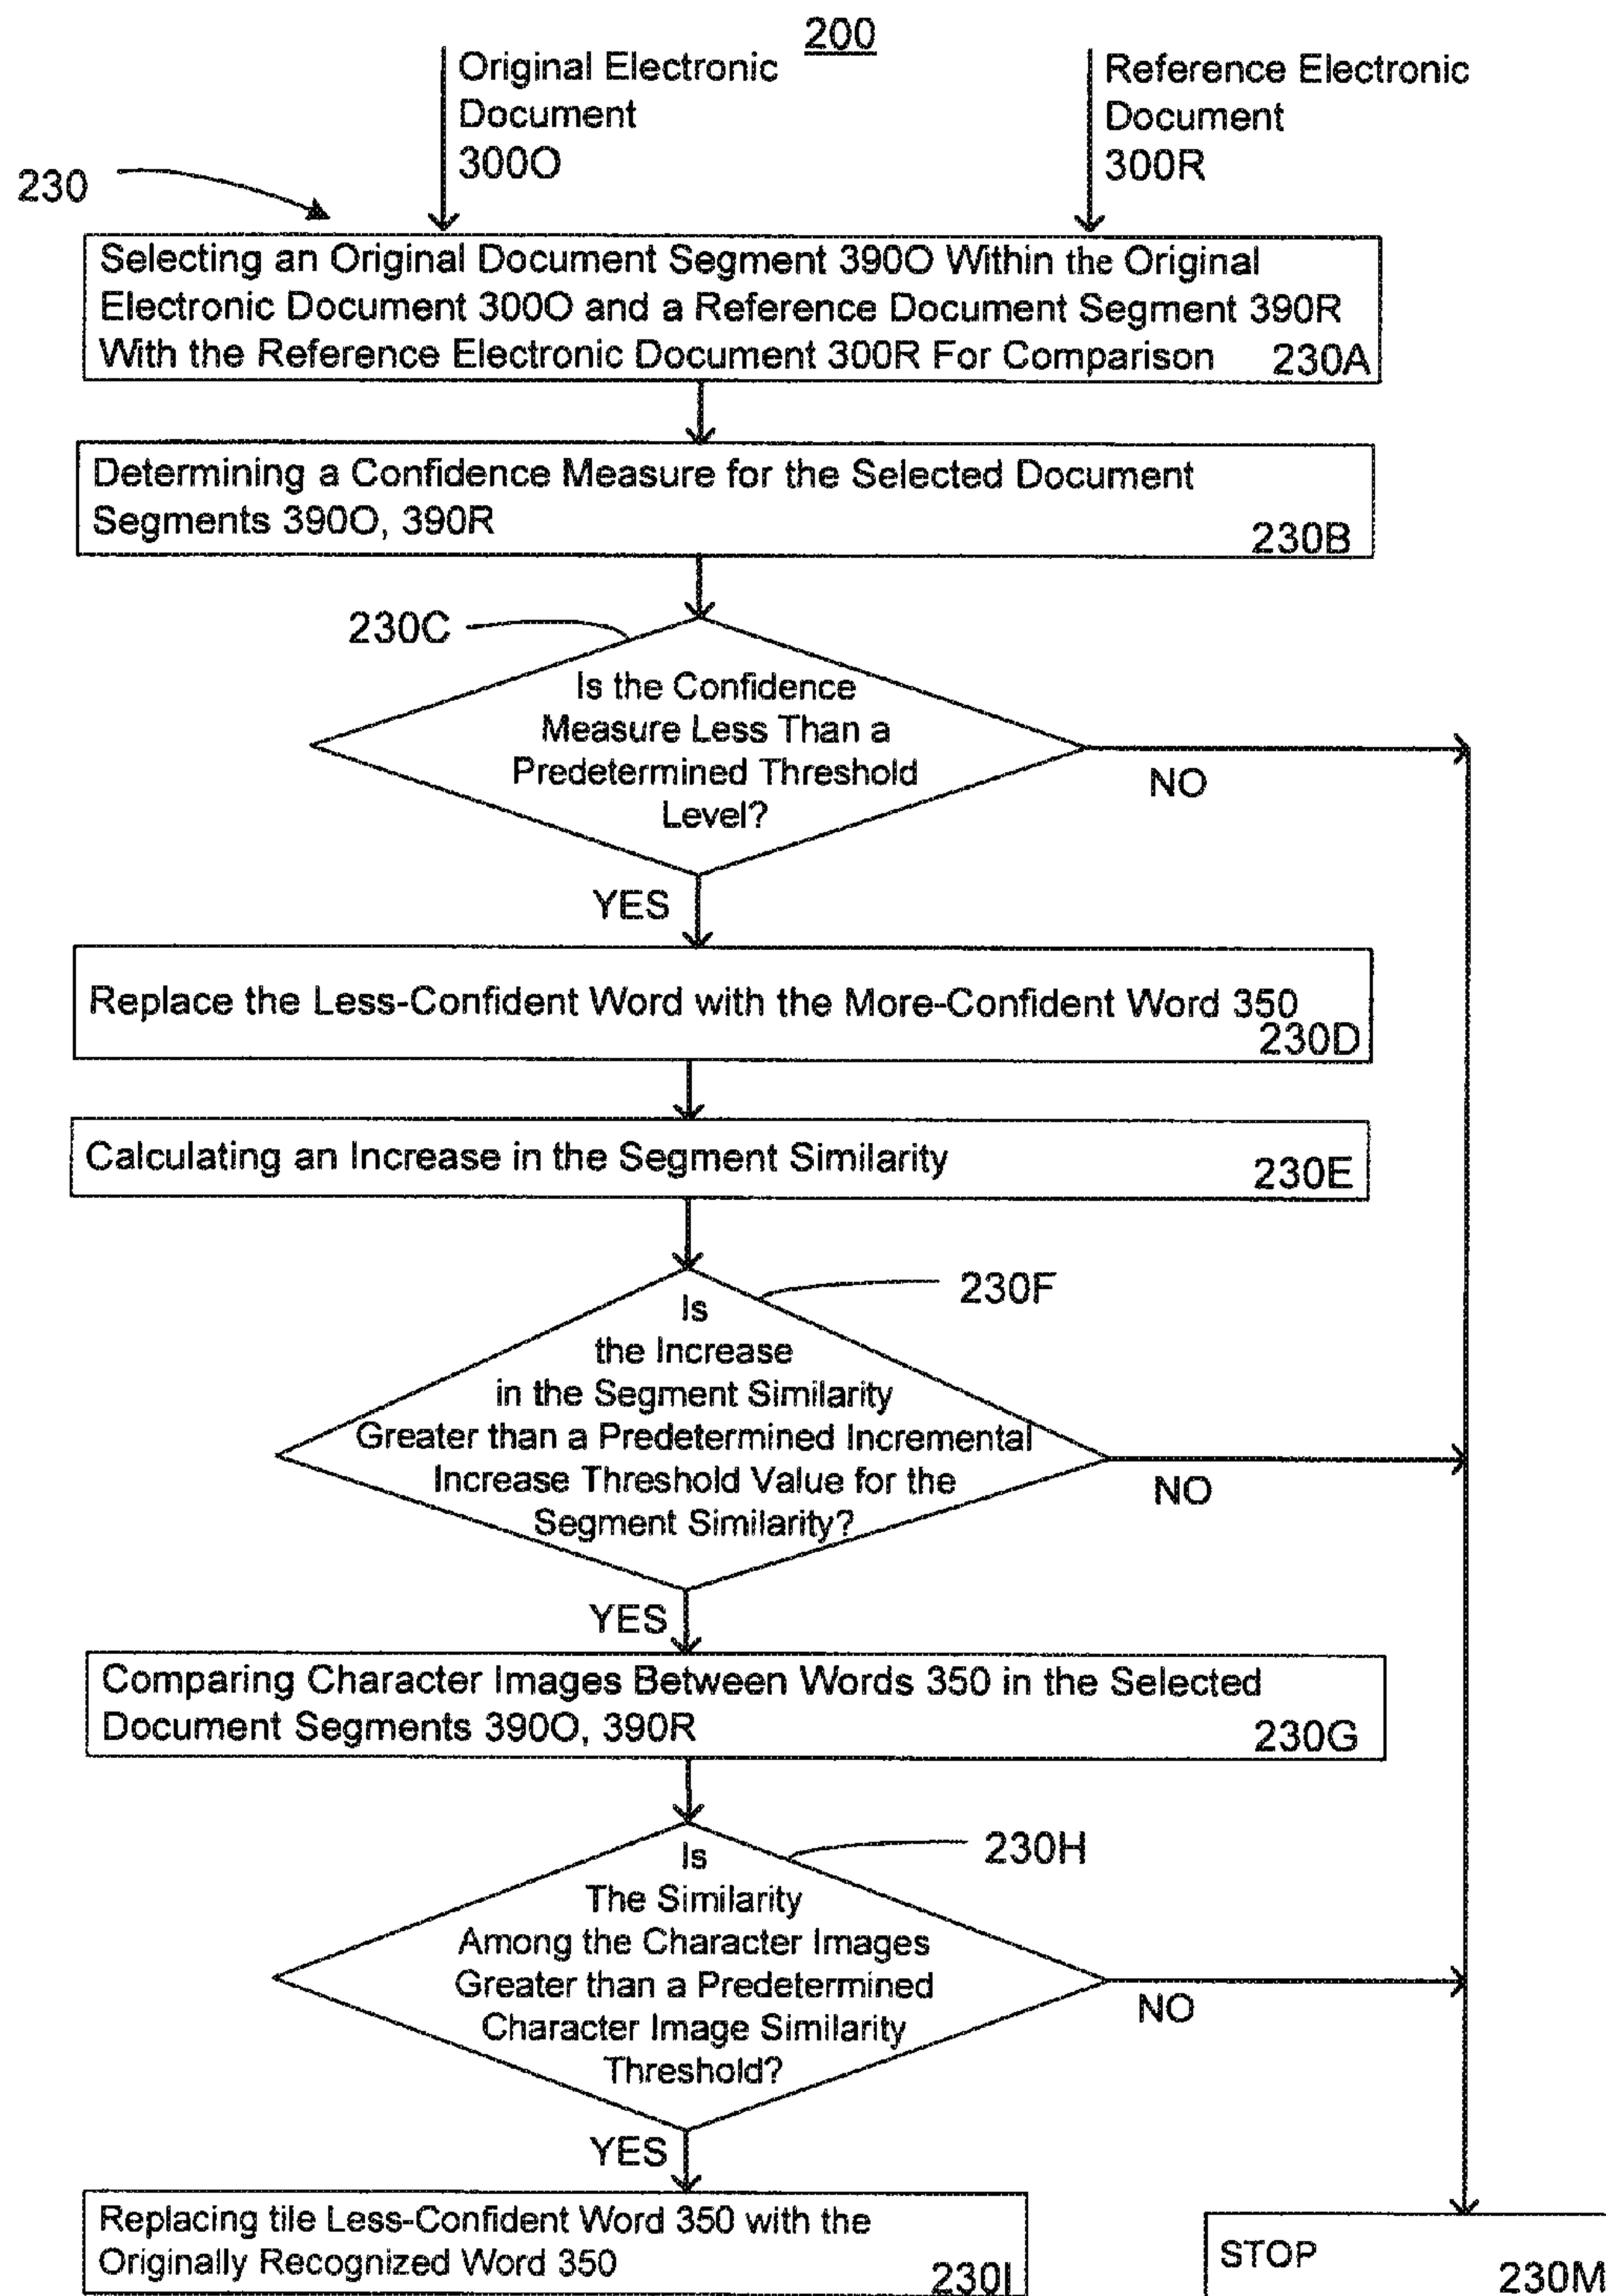 200
Original Electronic
Document
300O
Reference Electronic
Document
300R
230
Selecting an Original Document Segment 390O Within the Original
Electronic Document 300O and a Reference Document Segment 390R
With the Reference Electronic Document 300R For Comparison
230A
Determining a Confidence Measure for the Selected Document
Segments 390O, 390R
230B
230C
Is the Confidence
Measure Less Than a
Predetermined Threshold
Level?
NO
YES
Replace the Less-Confident Word with the More-Confident Word 350
230D
Calculating an Increase in the Segment Similarity
230E
230F
Is
the Increase
in the Segment Similarity
Greater than a Predetermined Incremental
Increase Threshold Value for the
Segment Similarity?
NO
YES
Comparing Character Images Between Words 350 in the Selected
Document Segments 390O, 390R
230G
230H
Is
The Similarity
Among the Character Images
Greater than a Predetermined
Character Image Similarity
Threshold?
NO
YES
Replacing tile Less-Confident Word 350 with the
Originally Recognized Word 350
230I
STOP
230M